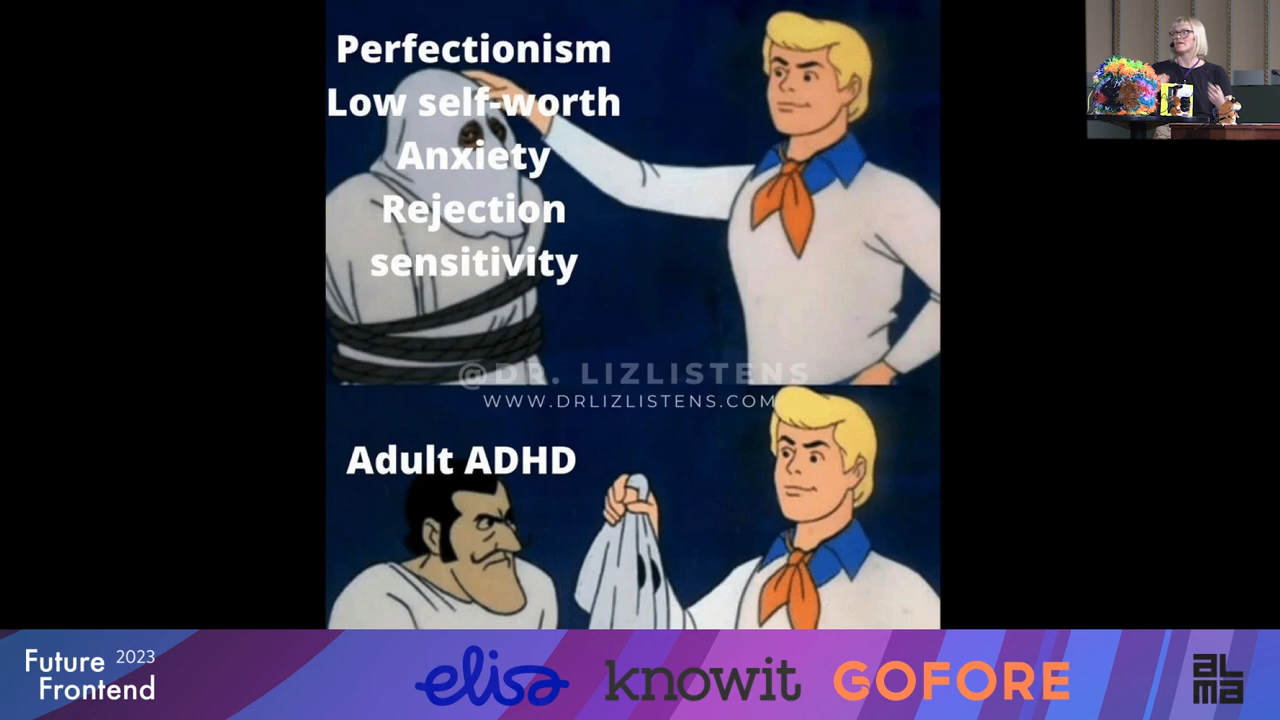 Perfectionism
Low self-worth
Anxiety
Rejection
sensitivity
@DR. LIZLISTENS
WWW.DRLIZLISTENS.COM
Adult ADHD
Future 2023
Frontend
elisa
knowit
GOFORE
ALMA